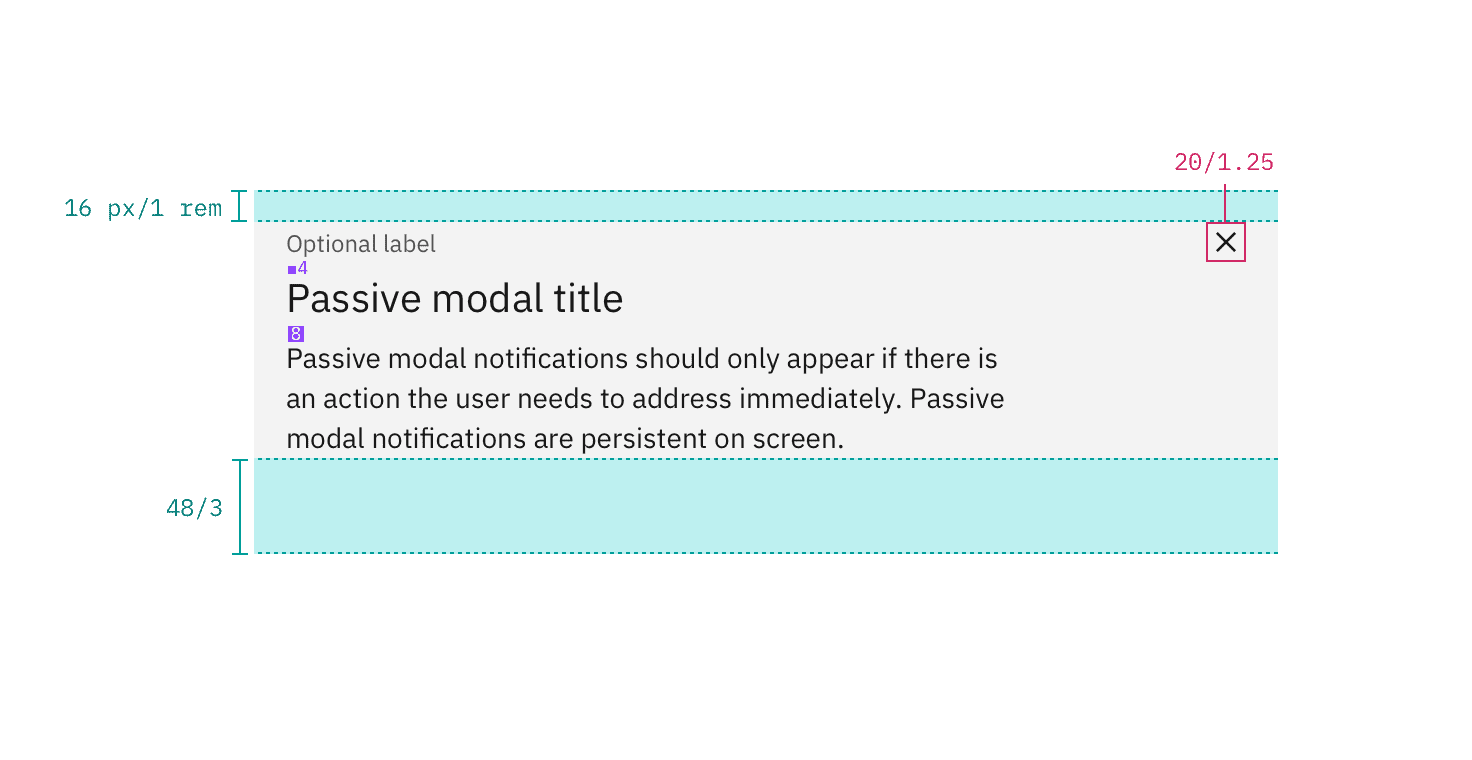 20/1.25
16 px/1 rem
Optional label
4
Passive modal title
8
Passive modal notifications should only appear if there is
an action the user needs to address immediately. Passive
modal notifications are persistent on screen.
48/3